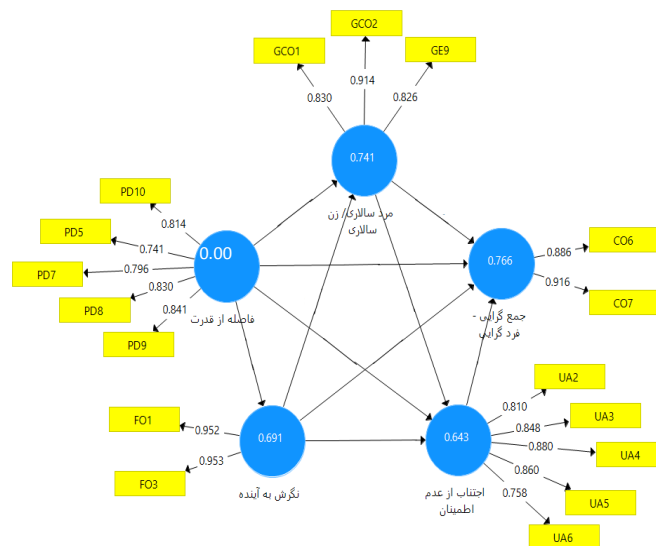 GCO2
GCO1
GE9
0.914
0.830
0.826
0.741
مرد سالاری/ زن
سالاری
PD10
PD5
PD7
PD8
PD9
0.814
0.741
0.796
0.830
0.841
0.00
فاصله از قدرت
0.766
جمع گرایی -
فرد گرایی
0.886
0.916
CO6
CO7
FO1
FO3
0.952
0.953
0.691
نگرش به آینده
0.643
اجتناب از عدم
اطمینان
0.810
0.848
0.880
0.860
0.758
UA2
UA3
UA4
UA5
UA6